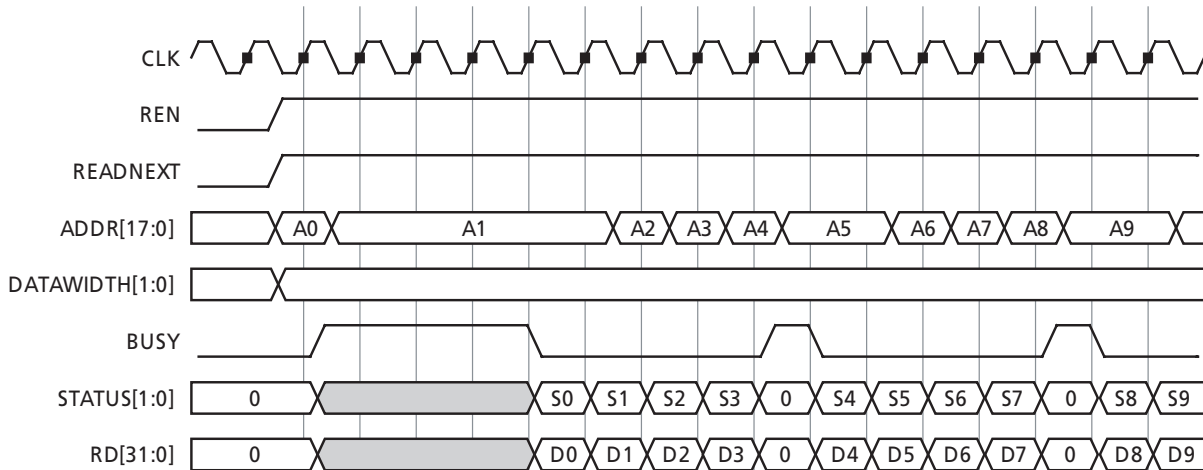 CLK
REN
READNEXT
ADDR[17:0] A0 A1 A2 A3 A4 A5 A6 A7 A8 A9
DATAWIDTH[1:0]
BUSY
STATUS[1:0] 0 S0 S1 S2 S3 0 S4 S5 S6 S7 0 S8 S9
RD[31:0] 0 D0 D1 D2 D3 0 D4 D5 D6 D7 0 D8 D9